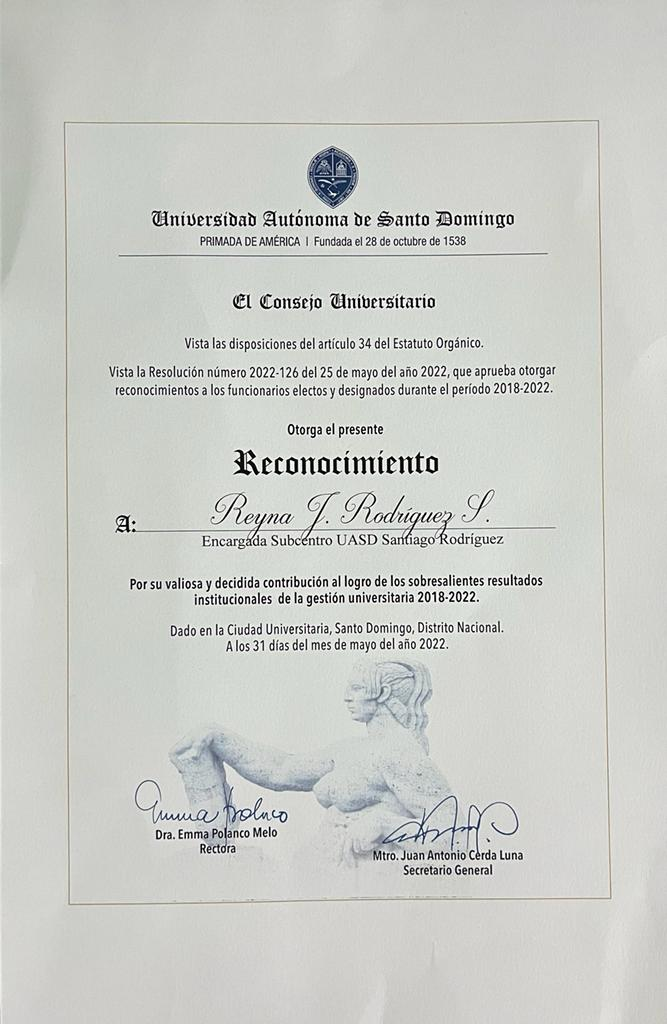 Universidad Autónoma de Santo Domingo
PRIMADA DE AMÉRICA | Fundada el 28 de octubre de 1538
El Consejo Universitario
Vista las disposiciones del artículo 34 del Estatuto Orgánico.
Vista la Resolución número 2022-126 del 25 de mayo del año 2022, que aprueba otorgar
reconocimientos a los funcionarios electos y designados durante el período 2018-2022.
Otorga el presente
Reconocimiento
A: Reyna J. Rodríguez S.
Encargada Subcentro UASD Santiago Rodríguez
Por su valiosa y decidida contribución al logro de los sobresalientes resultados
institucionales de la gestión universitaria 2018-2022.
Dado en la Ciudad Universitaria, Santo Domingo, Distrito Nacional.
A los 31 días del mes de mayo del año 2022.
Emma Polanco
Dra. Emma Polanco Melo
Rectora
Mtro. Juan Antonio Cerda Luna
Secretario General